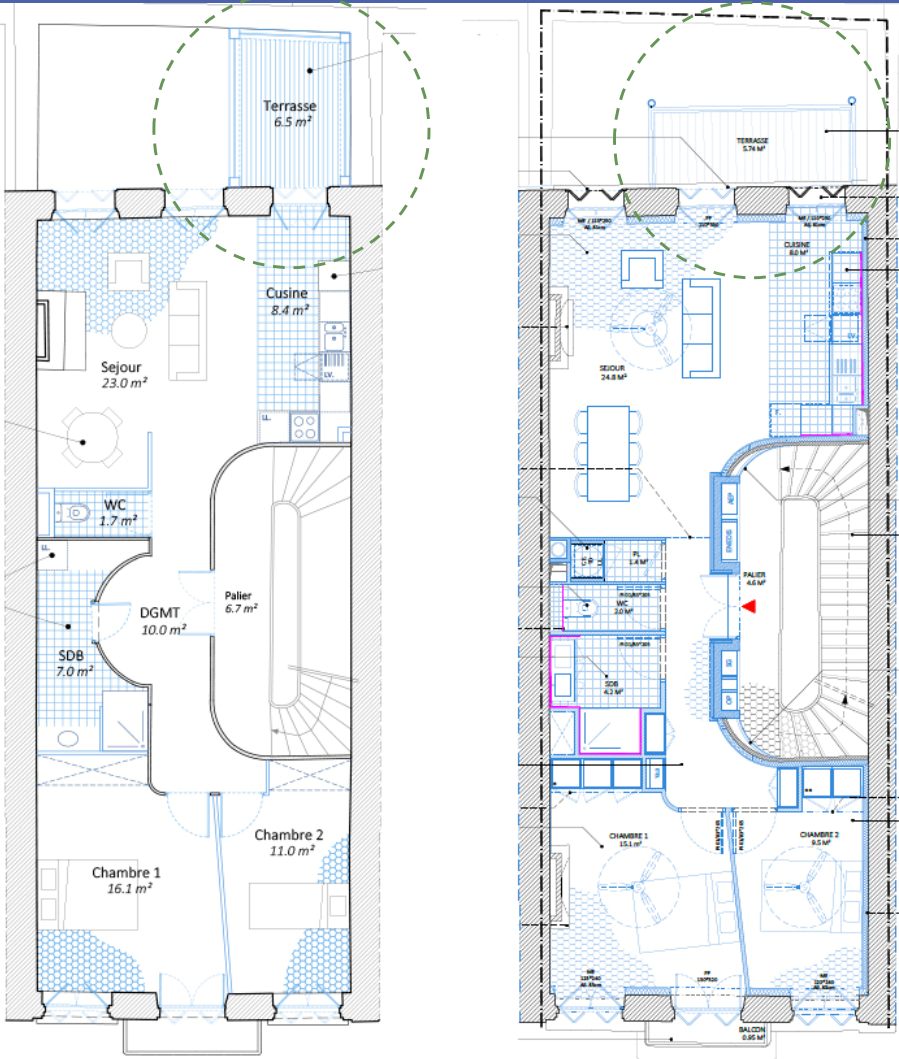 Terrasse
6.5 m²
Cusine
8.4 m²
Sejour
23.0 m²
LV.
LL.
WC
1.7 m²
LL.
DGMT
10.0 m²
Palier
6.7 m²
SDB
7.0 m²
Chambre 1
16.1 m²
Chambre 2
11.0 m²
TERRASSE
5.74 M²
CUISINE
8.0 M²
LV.
SEJOUR
24.8 M²
AEP
ENEDIS
PL
1.4 M²
PALIER
4.6 M²
WC
2.0 M²
SDB
4.2 M²
CHAMBRE 1
15.1 m²
CHAMBRE 2
9.5 M²
BALCON
0.95 M²